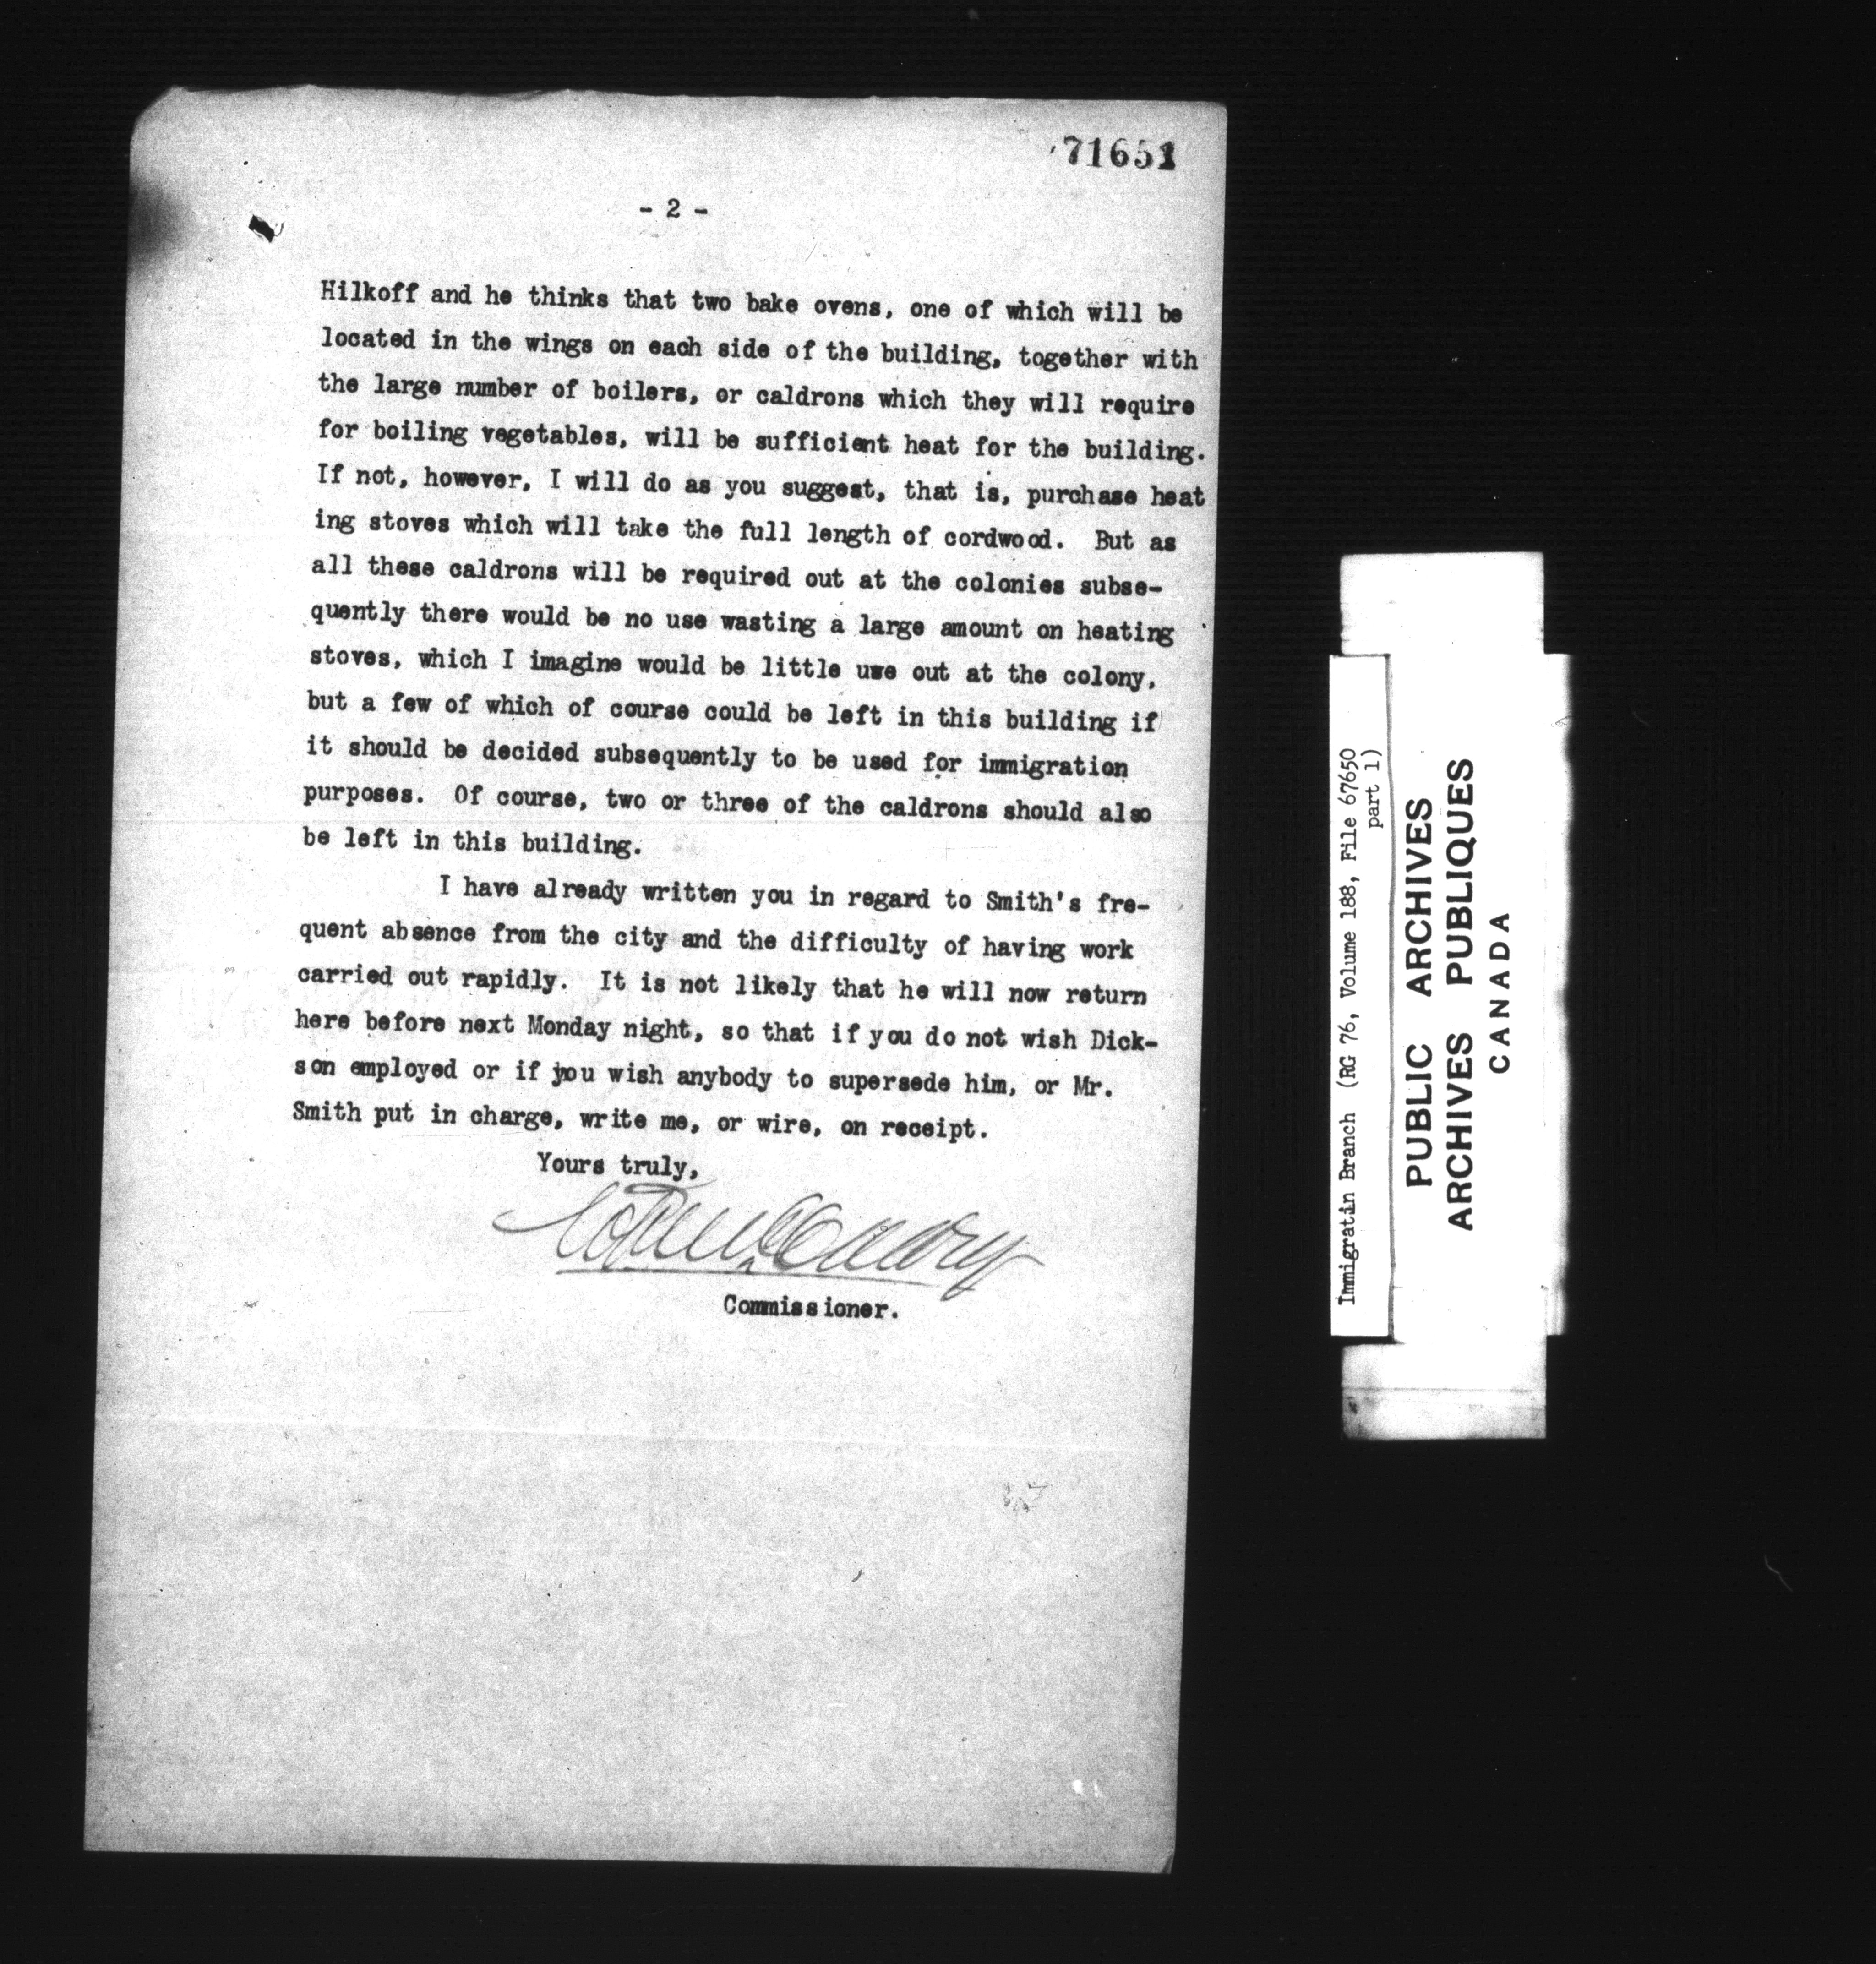 71651
- 2 -
Hilkoff and he thinks that two bake ovens, one of which will be
located in the wings on each side of the building, together with
the large number of boilers, or caldrons which they will require
for boiling vegetables, will be sufficient heat for the building.
If not, however, I will do as you suggest, that is, purchase heat
ing stoves which will take the full length of cordwood. But as
all these caldrons will be required out at the colonies subse-
quently there would be no use wasting a large amount on heating
stoves, which I imagine would be little uwe out at the colony,
but a few of which of course could be left in this building if
it should be decided subsequently to be used for immigration
purposes. Of course, two or three of the caldrons should also
be left in this building.
I have already written you in regard to Smith's fre-
quent absence from the city and the difficulty of having work
carried out rapidly. It is not likely that he will now return
here before next Monday night, so that if you do not wish Dick-
son employed or if you wish anybody to supersede him, or Mr.
Smith put in charge, write me, or wire, on receipt.
Yours truly,
Commissioner.
Immigratin Branch (RG 76, Volume 188, File 67650
part 1)
PUBLIC ARCHIVES
ARCHIVES PUBLIQUES
CANADA